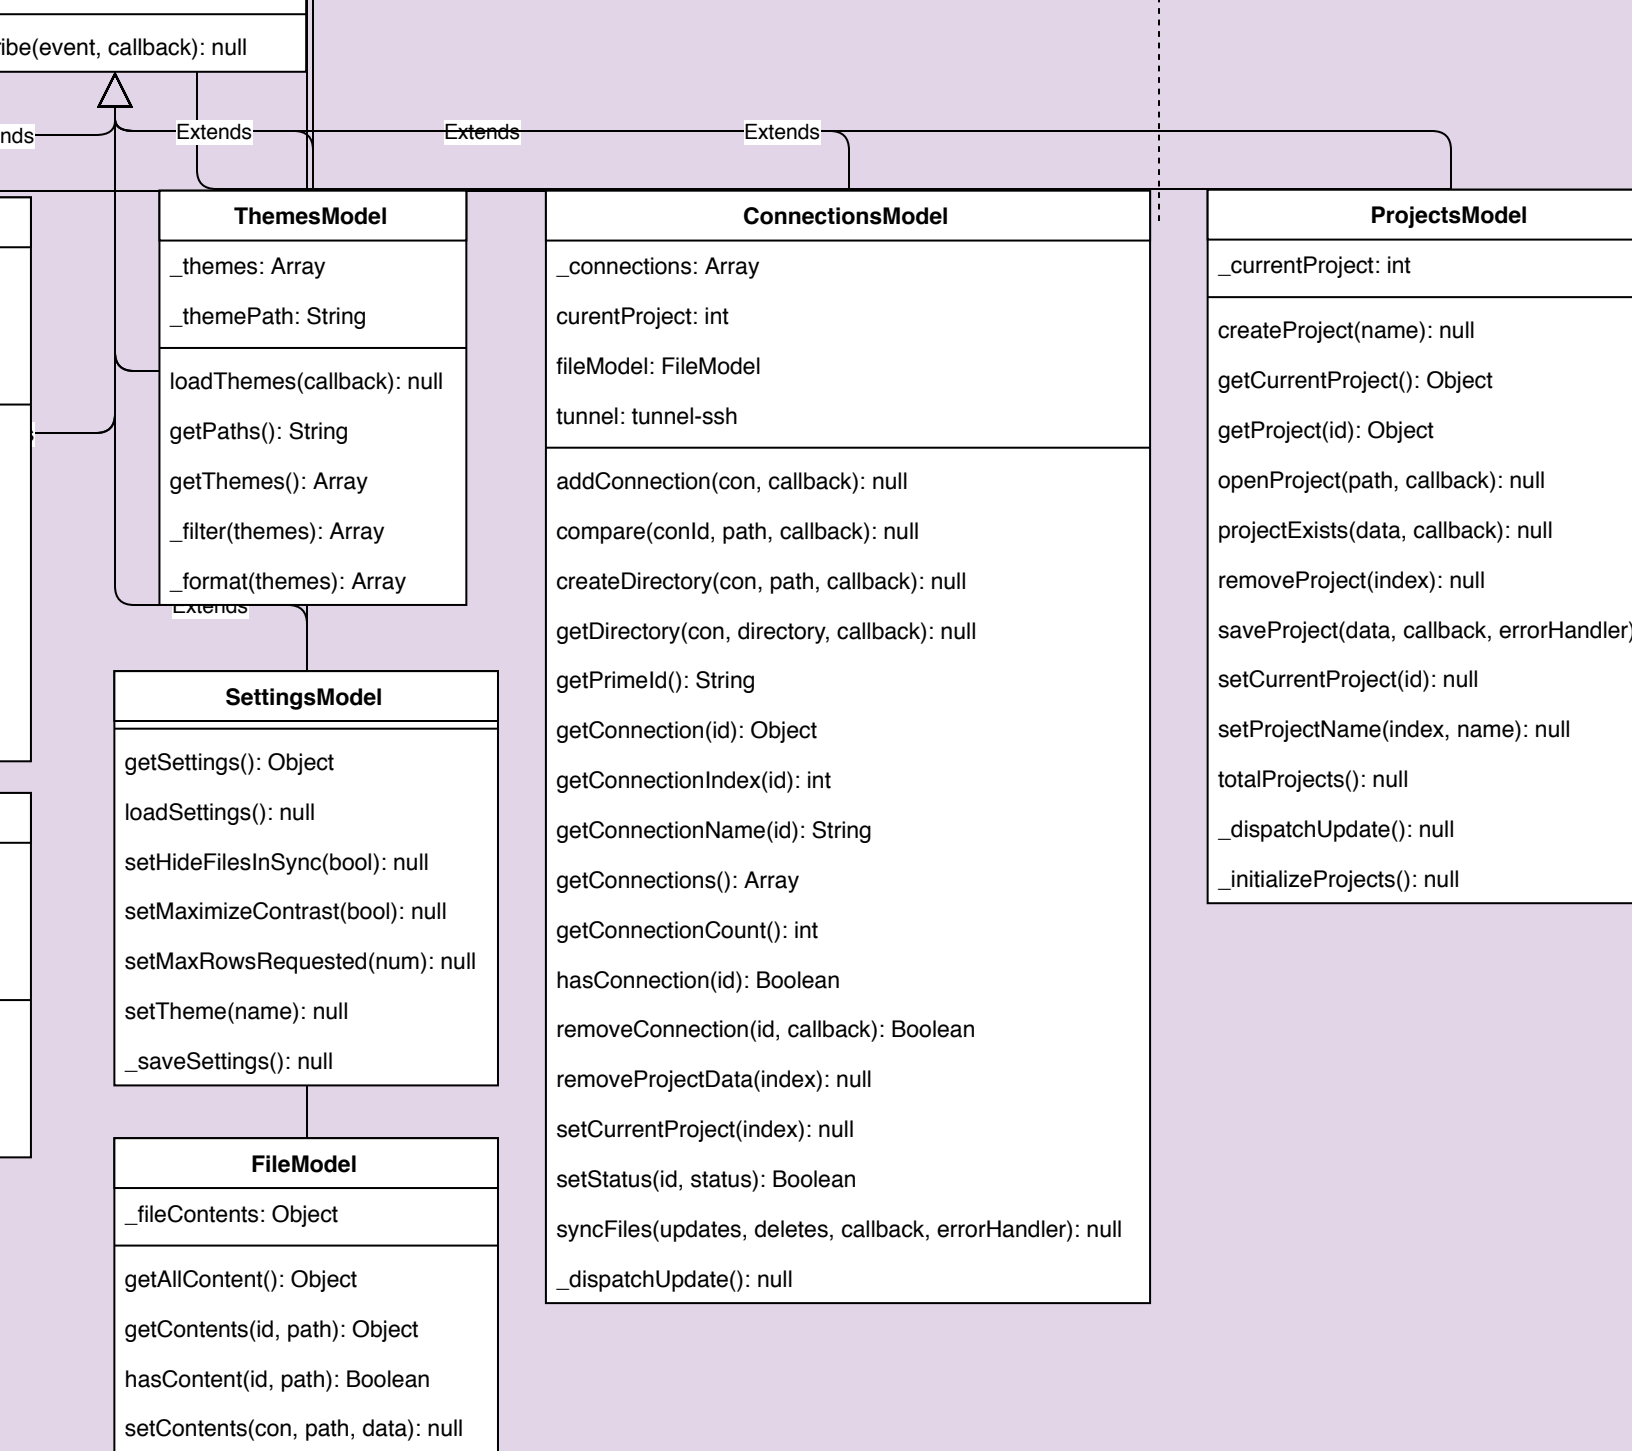 ibe(event, callback): null
nds
Extends
Extends
Extends
ThemesModel
_themes: Array
_themePath: String
loadThemes(callback): null
getPaths(): String
getThemes(): Array
_filter(themes): Array
_format(themes): Array
Extends
SettingsModel
getSettings(): Object
loadSettings(): null
setHideFilesInSync(bool): null
setMaximizeContrast(bool): null
setMaxRowsRequested(num): null
setTheme(name): null
_saveSettings(): null
FileModel
_fileContents: Object
getAllContent(): Object
getContents(id, path): Object
hasContent(id, path): Boolean
setContents(con, path, data): null
ConnectionsModel
_connections: Array
curentProject: int
fileModel: FileModel
tunnel: tunnel-ssh
addConnection(con, callback): null
compare(conId, path, callback): null
createDirectory(con, path, callback): null
getDirectory(con, directory, callback): null
getPrimeId(): String
getConnection(id): Object
getConnectionIndex(id): int
getConnectionName(id): String
getConnections(): Array
getConnectionCount(): int
hasConnection(id): Boolean
removeConnection(id, callback): Boolean
removeProjectData(index): null
setCurrentProject(index): null
setStatus(id, status): Boolean
syncFiles(updates, deletes, callback, errorHandler): null
_dispatchUpdate(): null
ProjectsModel
_currentProject: int
createProject(name): null
getCurrentProject(): Object
getProject(id): Object
openProject(path, callback): null
projectExists(data, callback): null
removeProject(index): null
saveProject(data, callback, errorHandler)
setCurrentProject(id): null
setProjectName(index, name): null
totalProjects(): null
_dispatchUpdate(): null
_initializeProjects(): null